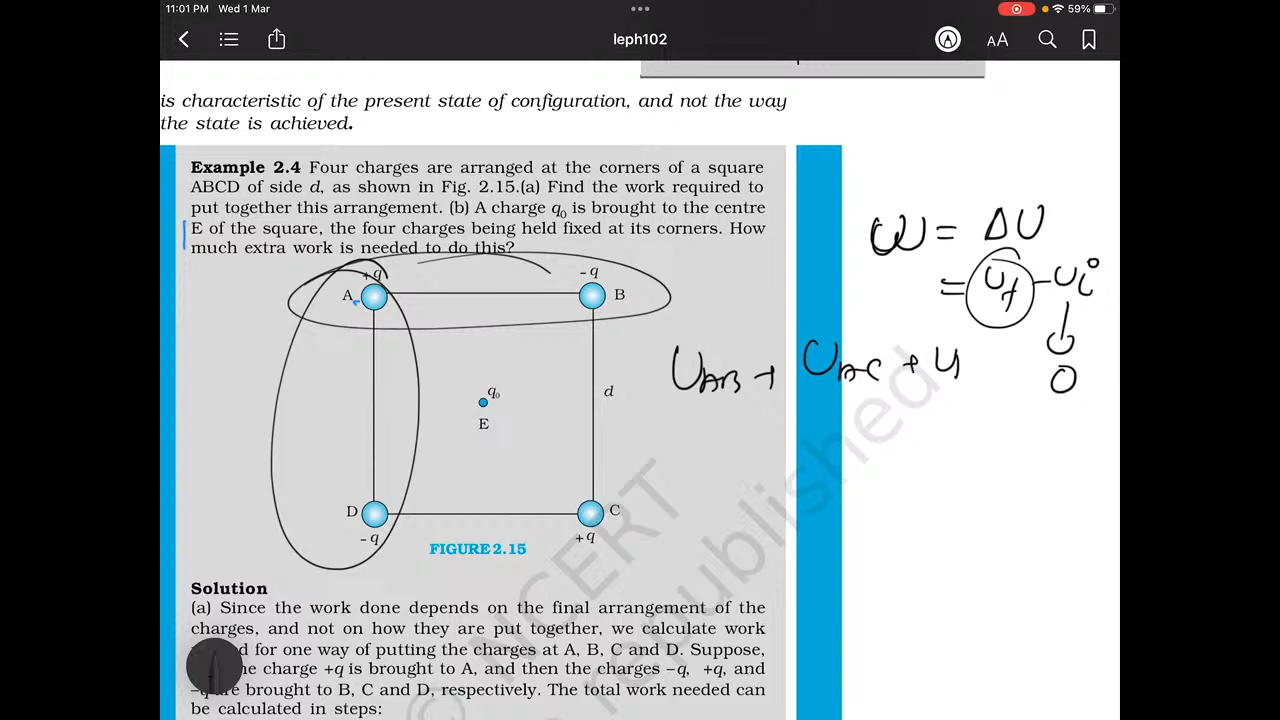 11:01 PM Wed 1 Mar
59%
leph102
AA
is characteristic of the present state of configuration, and not the way
the state is achieved.
Example 2.4 Four charges are arranged at the corners of a square
ABCD of side d, as shown in Fig. 2.15.(a) Find the work required to
put together this arrangement. (b) A charge q₀ is brought to the centre
E of the square, the four charges being held fixed at its corners. How
much extra work is needed to do this?
W = ΔU
= Uf - Ui
0
U_AB + U_AC + U
+q
-q
A
B
q₀
d
E
D
C
-q
+q
FIGURE 2.15
Solution
(a) Since the work done depends on the final arrangement of the
charges, and not on how they are put together, we calculate work
for one way of putting the charges at A, B, C and D. Suppose,
charge +q is brought to A, and then the charges –q, +q, and
–q are brought to B, C and D, respectively. The total work needed can
be calculated in steps:
© NCERT
published